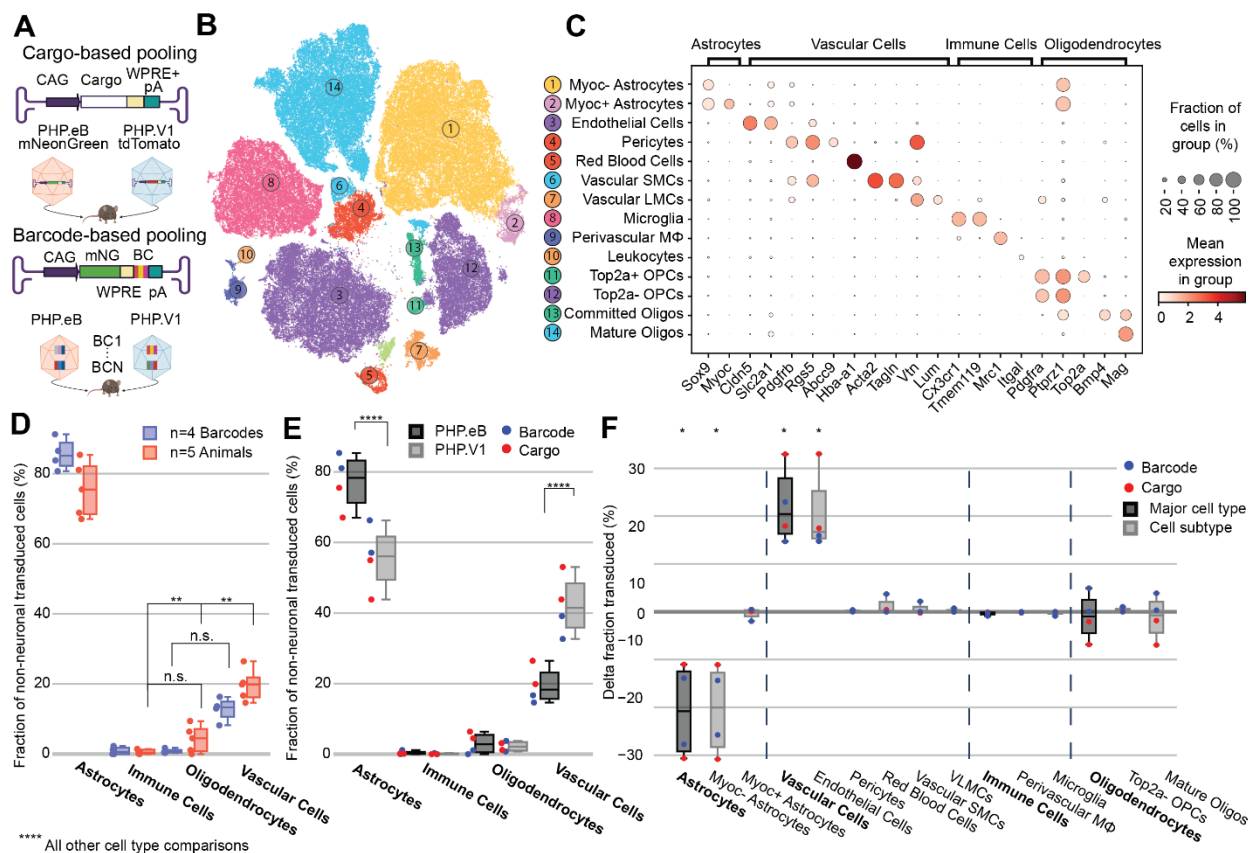 A
Cargo-based pooling
CAG Cargo WPRE+
pA
PHP.eB PHP.V1
mNeonGreen tdTomato
Barcode-based pooling
CAG mNG BC
WPRE pA
PHP.eB PHP.V1
BC1
BCN
B
14
1
8
6
4
2
13
12
10
9
3
11
7
5
C
Astrocytes Vascular Cells Immune Cells Oligodendrocytes
1 Myoc- Astrocytes
2 Myoc+ Astrocytes
3 Endothelial Cells
4 Pericytes
5 Red Blood Cells
6 Vascular SMCs
7 Vascular LMCs
8 Microglia
9 Perivascular MΦ
10 Leukocytes
11 Top2a+ OPCs
12 Top2a- OPCs
13 Committed Oligos
14 Mature Oligos
Sox9 Myoc Cldn5 Slc2a1 Pdgfrb Rgs5 Abcc9 Hba-a1 Acta2 Tagln Vtn Lum Cx3cr1 Tmem119 Mrc1 Itgal Pdgfra Ptprz1 Top2a Bmp4 Mag
Fraction of
cells in
group (%)
20 40 60 80 100
Mean
expression
in group
0 2 4
D
n=4 Barcodes
n=5 Animals
Fraction of non-neuronal transduced cells (%)
80
60
40
20
0
** **
n.s.
n.s.
Astrocytes Immune Cells Oligodendrocytes Vascular Cells
**** All other cell type comparisons
E
**** PHP.eB Barcode
PHP.V1 Cargo
****
Fraction of non-neuronal transduced cells (%)
80
60
40
20
0
Astrocytes Immune Cells Oligodendrocytes Vascular Cells
F
* * * *
Barcode
Cargo
Major cell type
Cell subtype
Delta fraction transduced (%)
30
20
10
0
−10
−20
−30
Astrocytes Myoc- Astrocytes Myoc+ Astrocytes Vascular Cells Endothelial Cells Pericytes Red Blood Cells Vascular SMCs VLMCs Immune Cells Perivascular MΦ Microglia Oligodendrocytes Top2a- OPCs Mature Oligos